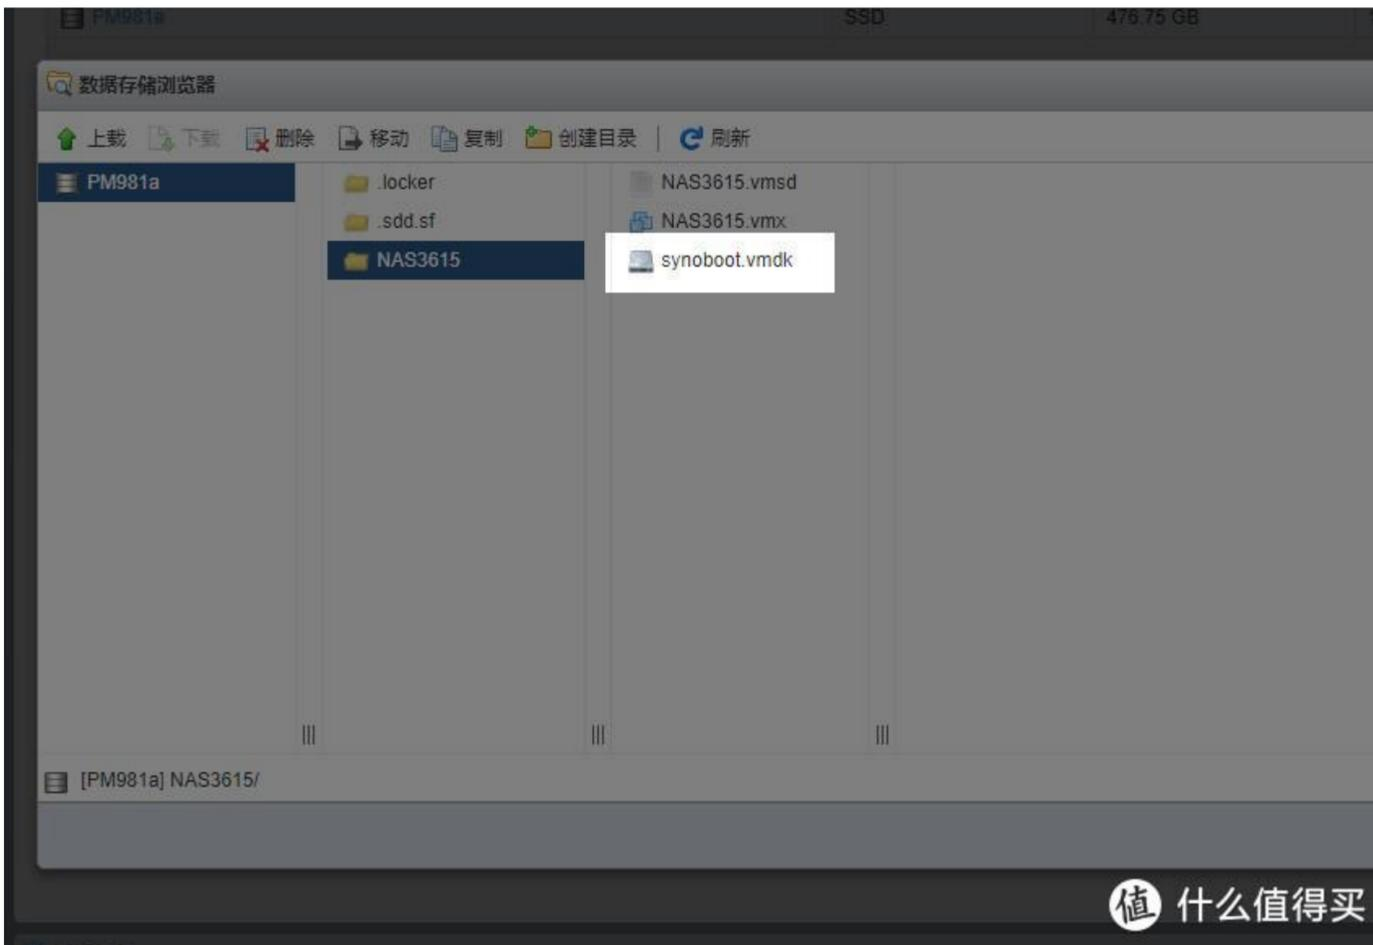 PM981a SSD 476.75 GB
数据存储浏览器
上载 下载 删除 移动 复制 创建目录 刷新
PM981a .locker NAS3615.vmsd
.sdd.sf NAS3615.vmx
NAS3615 synoboot.vmdk
[PM981a] NAS3615/
值 什么值得买